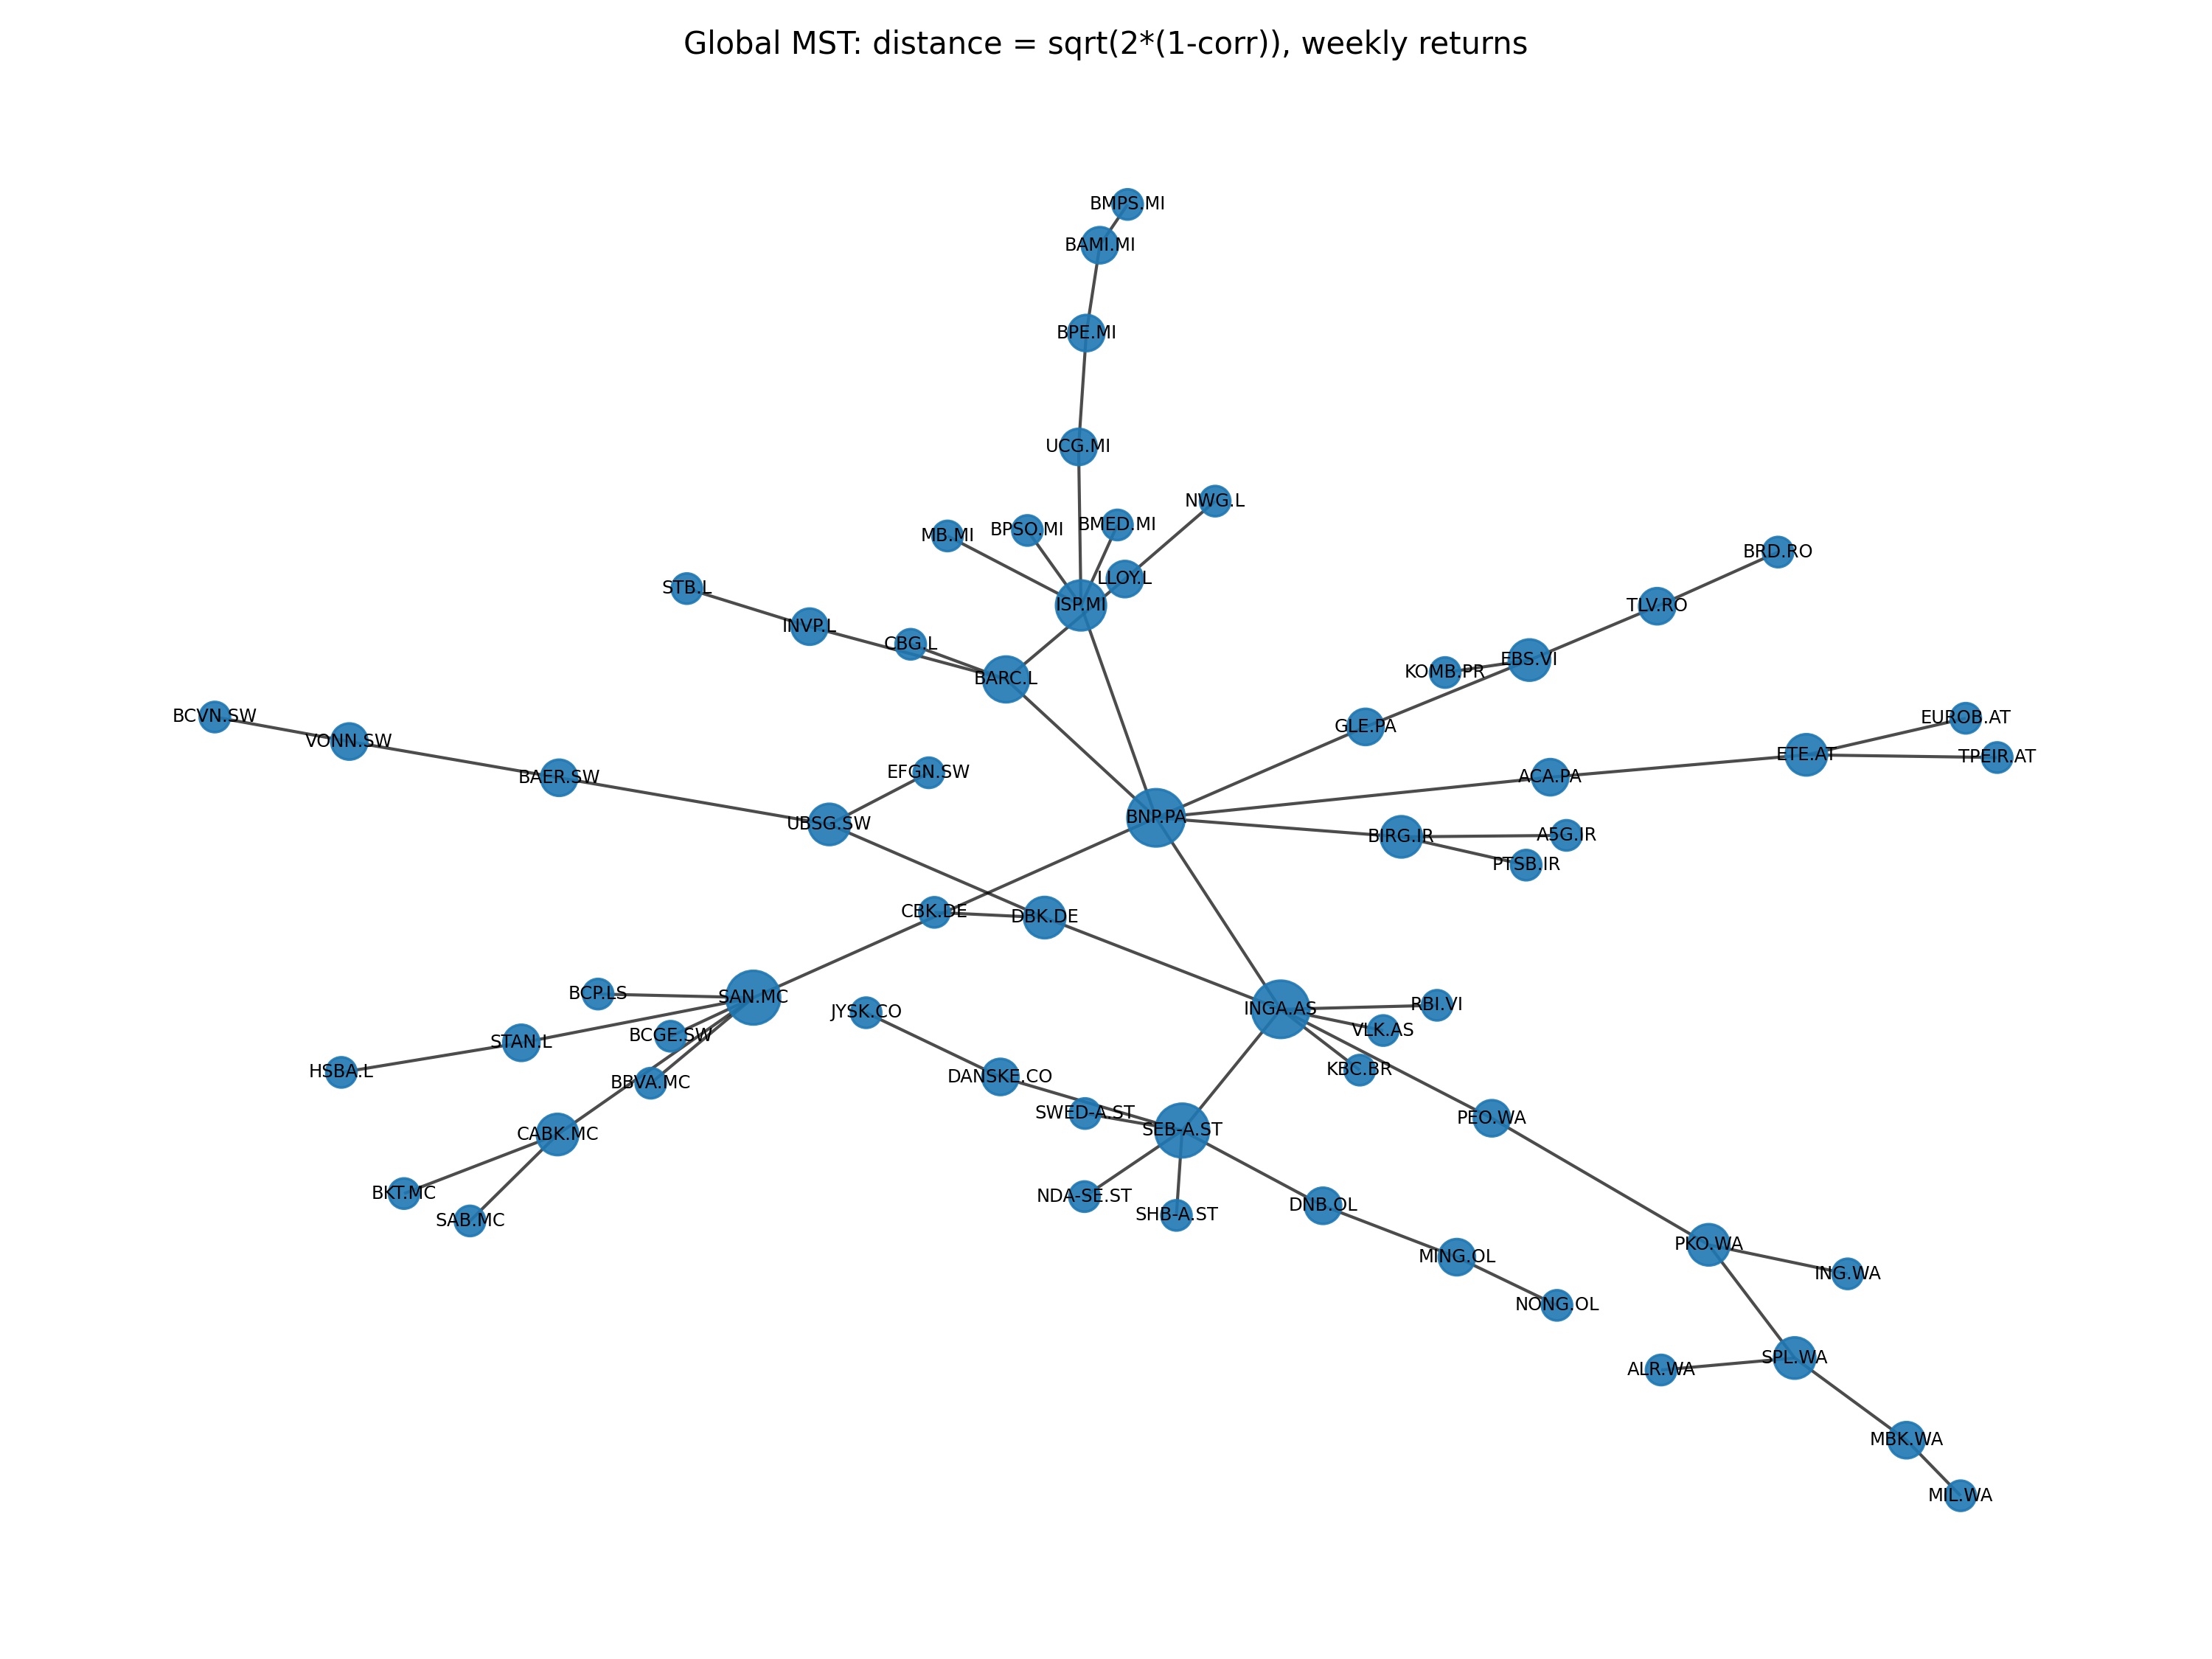 Global MST: distance = sqrt(2*(1-corr)), weekly returns
BMPS.MI
BAMI.MI
BPE.MI
UCG.MI
NWG.L
BMED.MI
BPSO.MI
MB.MI
BRD.RO
LLOY.L
STB.L
ISP.MI
TLV.RO
INVP.L
CBG.L
EBS.VI
KOMB.PR
BARC.L
BCVN.SW
EUROB.AT
GLE.PA
VONN.SW
ETE.AT
TPEIR.AT
EFGN.SW
BAER.SW
ACA.PA
BNP.PA
UBSG.SW
A5G.IR
BIRG.IR
PTSB.IR
CBK.DE
DBK.DE
BCP.LS
SAN.MC
RBI.VI
INGA.AS
JYSK.CO
VLK.AS
BCGE.SW
STAN.L
KBC.BR
HSBA.L
DANSKE.CO
BBVA.MC
SWED-A.ST
PEO.WA
SEB-A.ST
CABK.MC
BKT.MC
NDA-SE.ST
DNB.OL
SHB-A.ST
SAB.MC
PKO.WA
MING.OL
ING.WA
NONG.OL
SPL.WA
ALR.WA
MBK.WA
MIL.WA